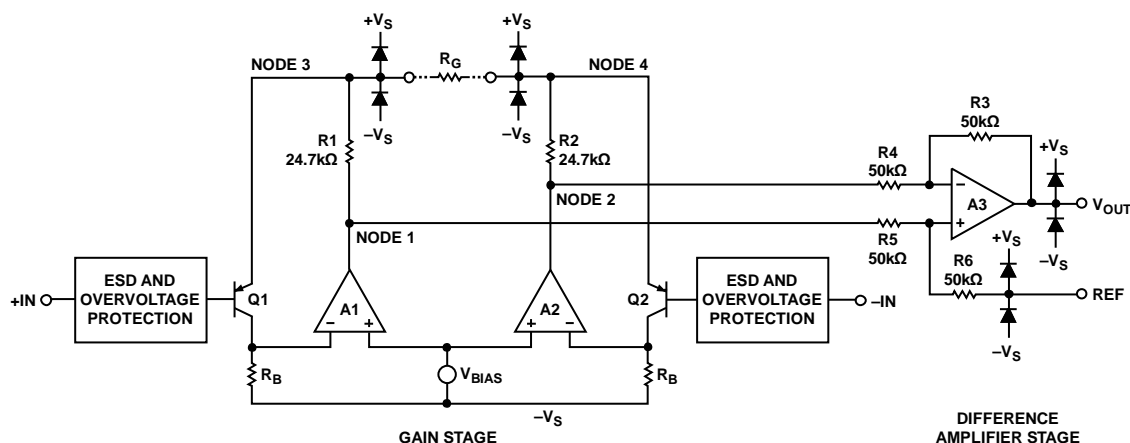 +VS
+VS
NODE 3
RG
NODE 4
−VS
−VS
R1
24.7kΩ
R2
24.7kΩ
R3
50kΩ
R4
50kΩ
+VS
NODE 2
−
A3
+
VOUT
NODE 1
R5
50kΩ
−VS
+VS
R6
50kΩ
REF
−VS
+IN
ESD AND
OVERVOLTAGE
PROTECTION
Q1
A1
−
+
A2
+
−
Q2
ESD AND
OVERVOLTAGE
PROTECTION
−IN
RB
VBIAS
RB
−VS
GAIN STAGE
DIFFERENCE
AMPLIFIER STAGE